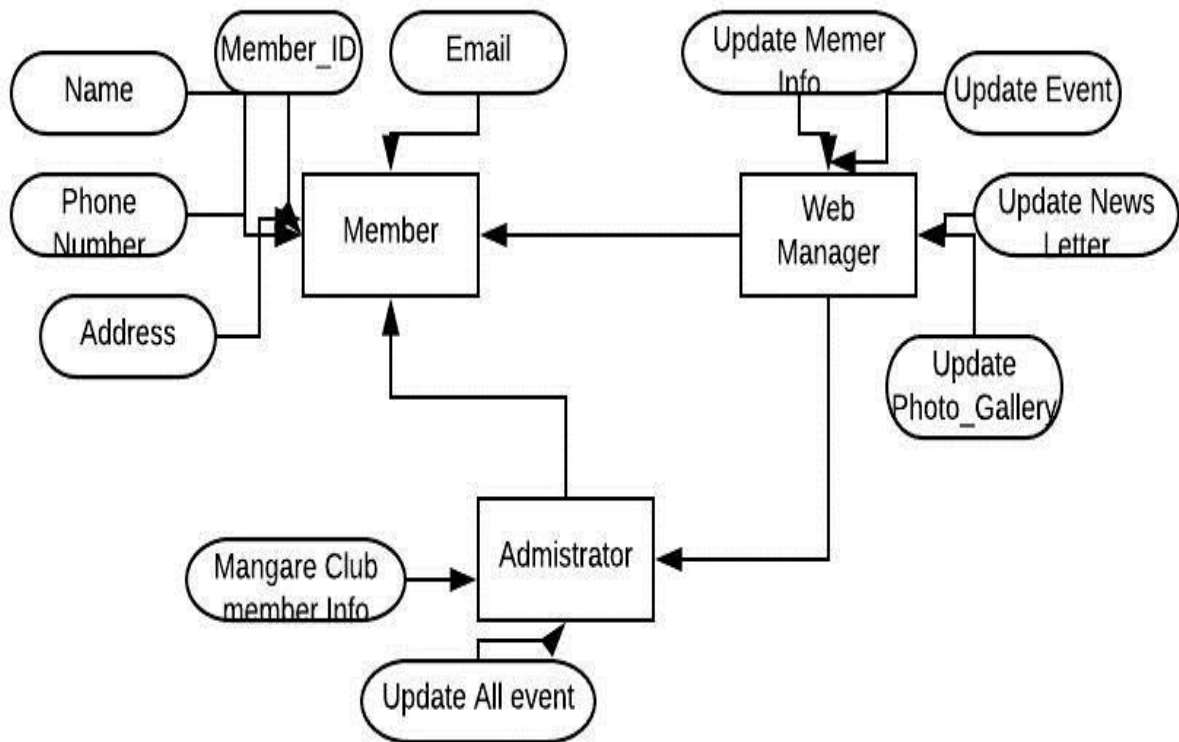 Member_ID
Email
Update Memer
Info
Name
Update Event
Phone
Number
Member
Web
Manager
Update News
Letter
Address
Update
Photo_Gallery
Admistrator
Mangare Club
member Info
Update All event